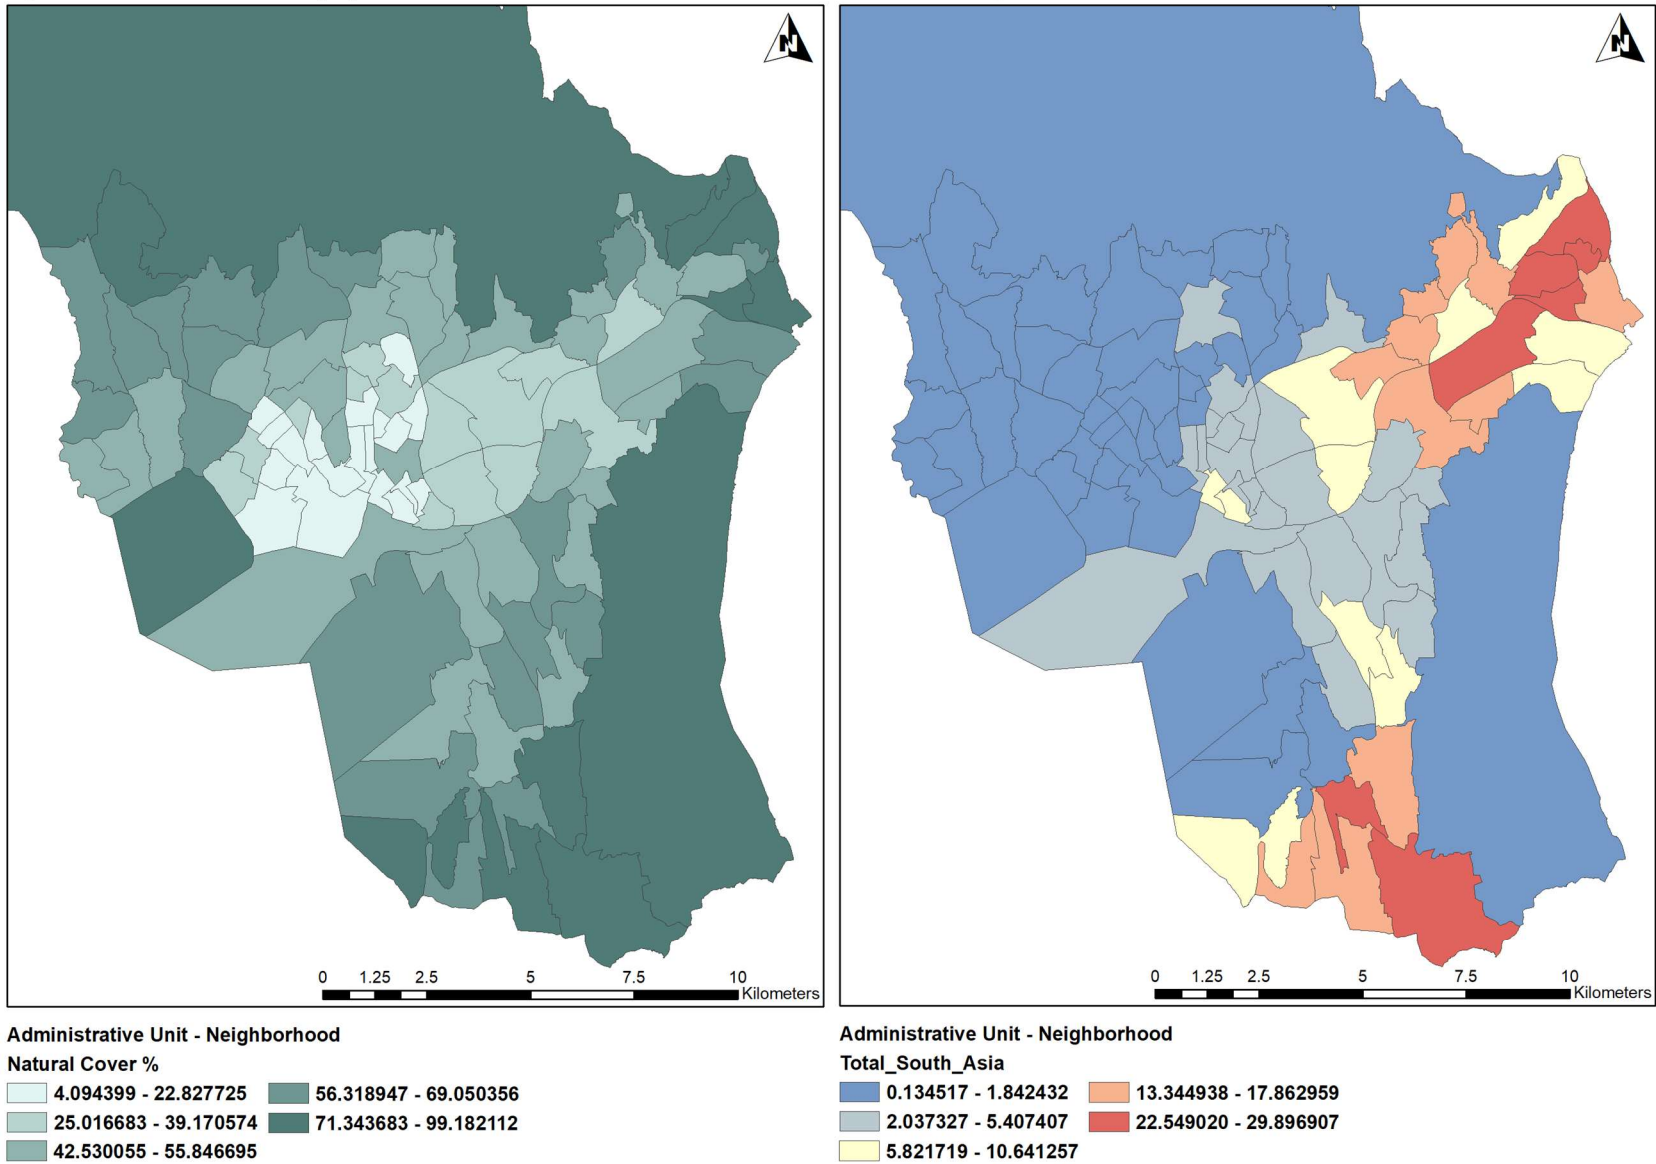 N
0 1.25 2.5 5 7.5 10
Kilometers
Administrative Unit - Neighborhood
Natural Cover %
4.094399 - 22.827725 56.318947 - 69.050356
25.016683 - 39.170574 71.343683 - 99.182112
42.530055 - 55.846695
N
0 1.25 2.5 5 7.5 10
Kilometers
Administrative Unit - Neighborhood
Total_South_Asia
0.134517 - 1.842432 13.344938 - 17.862959
2.037327 - 5.407407 22.549020 - 29.896907
5.821719 - 10.641257